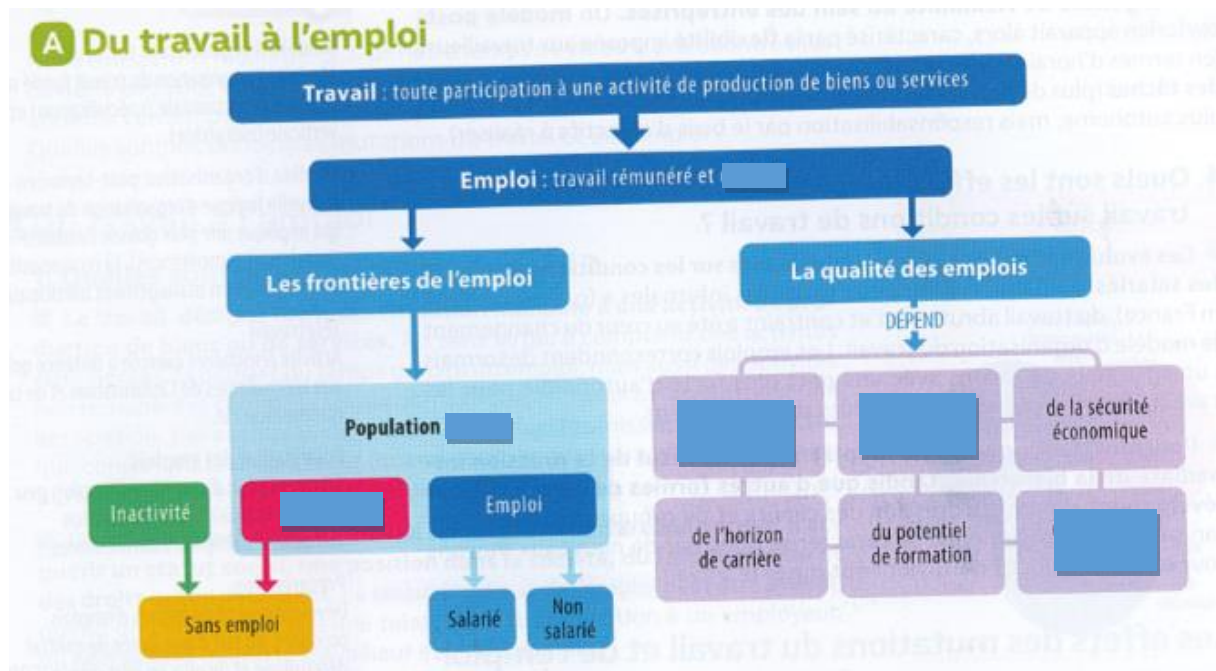 A Du travail à l'emploi
Travail : toute participation à une activité de production de biens ou services
Emploi : travail rémunéré et
Les frontières de l'emploi
La qualité des emplois
DÉPEND
Population
de la sécurité
économique
Inactivité
Emploi
de l'horizon
de carrière
du potentiel
de formation
Sans emploi
Salarié
Non
salarié